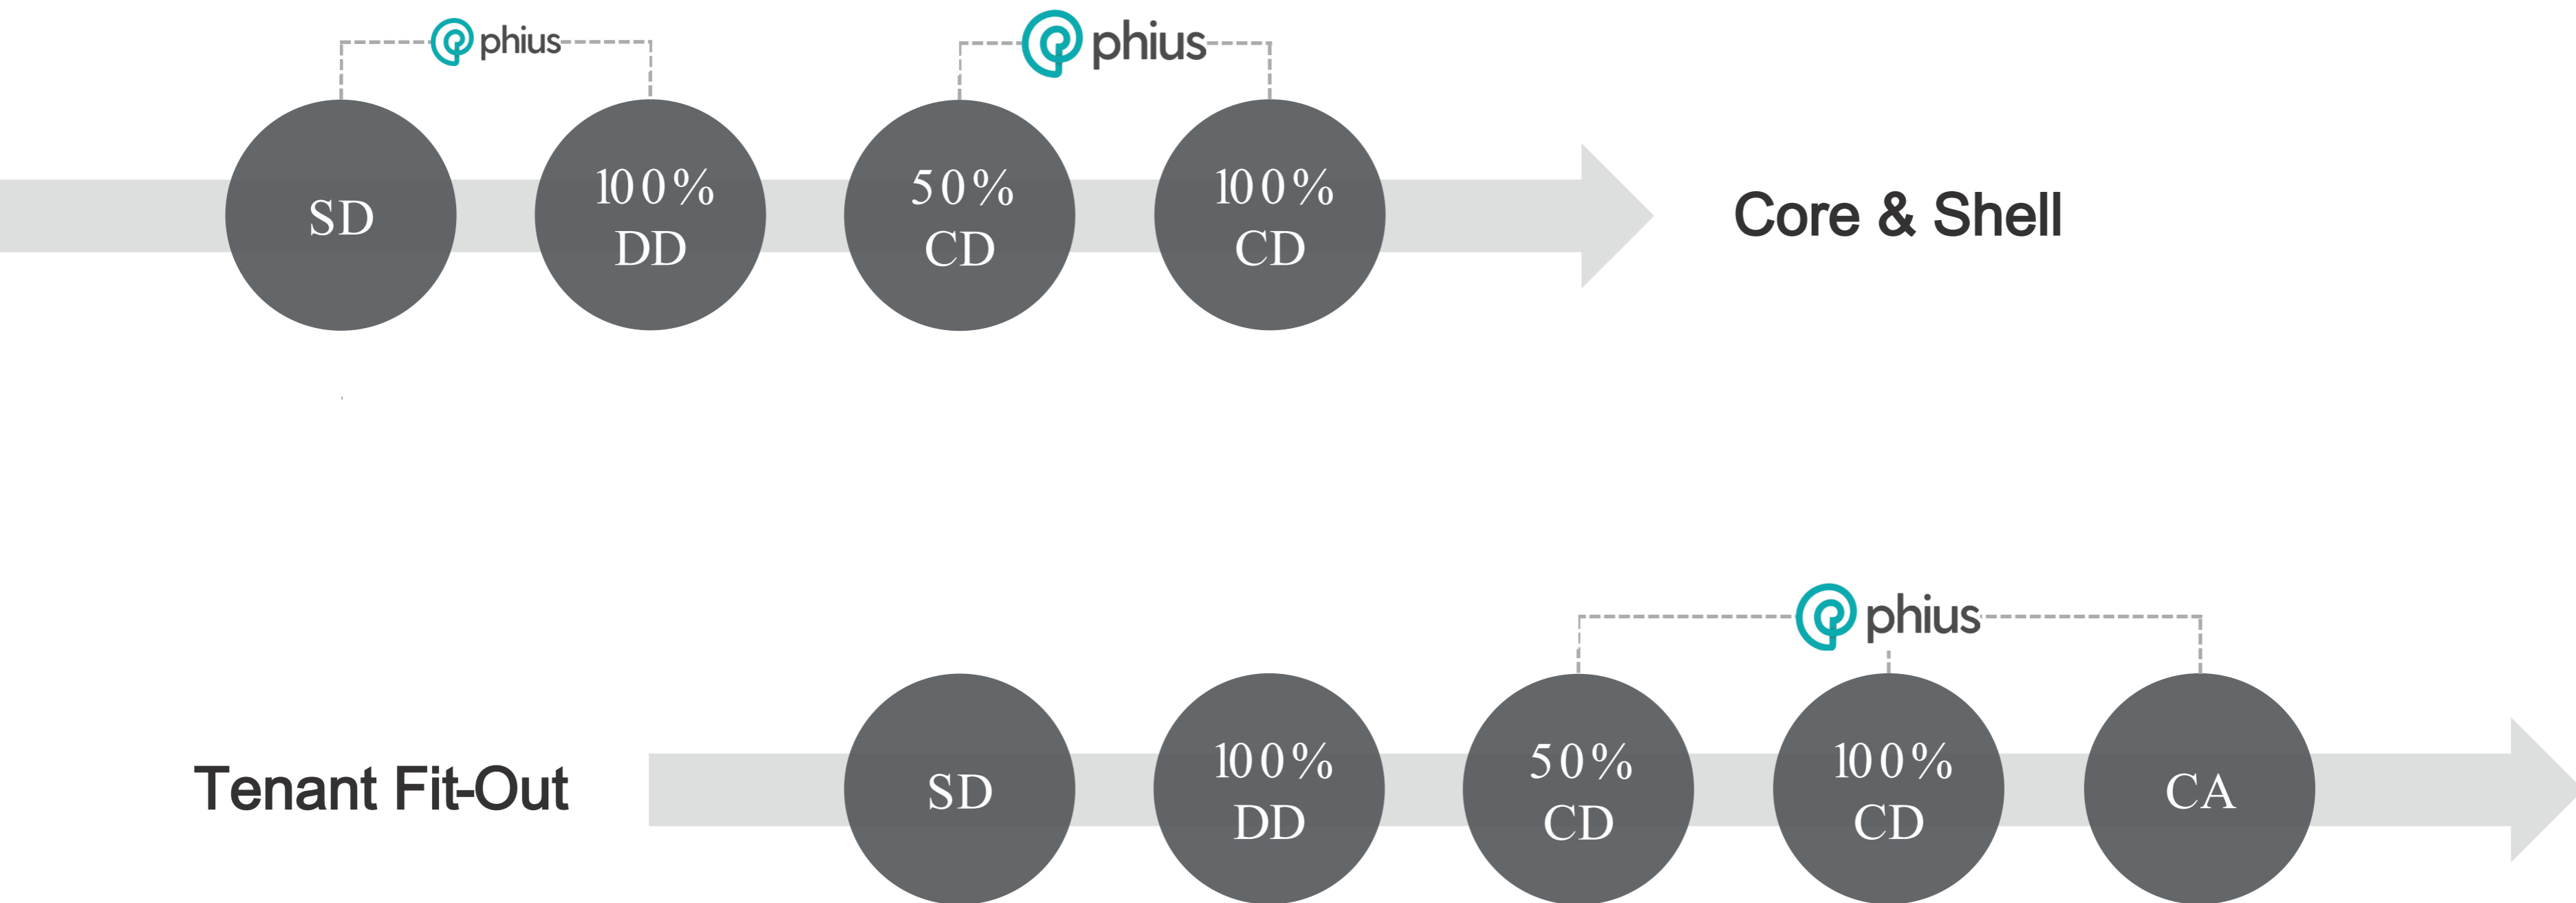 phius
phius
SD
100%
DD
50%
CD
100%
CD
Core & Shell
phius
Tenant Fit-Out
SD
100%
DD
50%
CD
100%
CD
CA